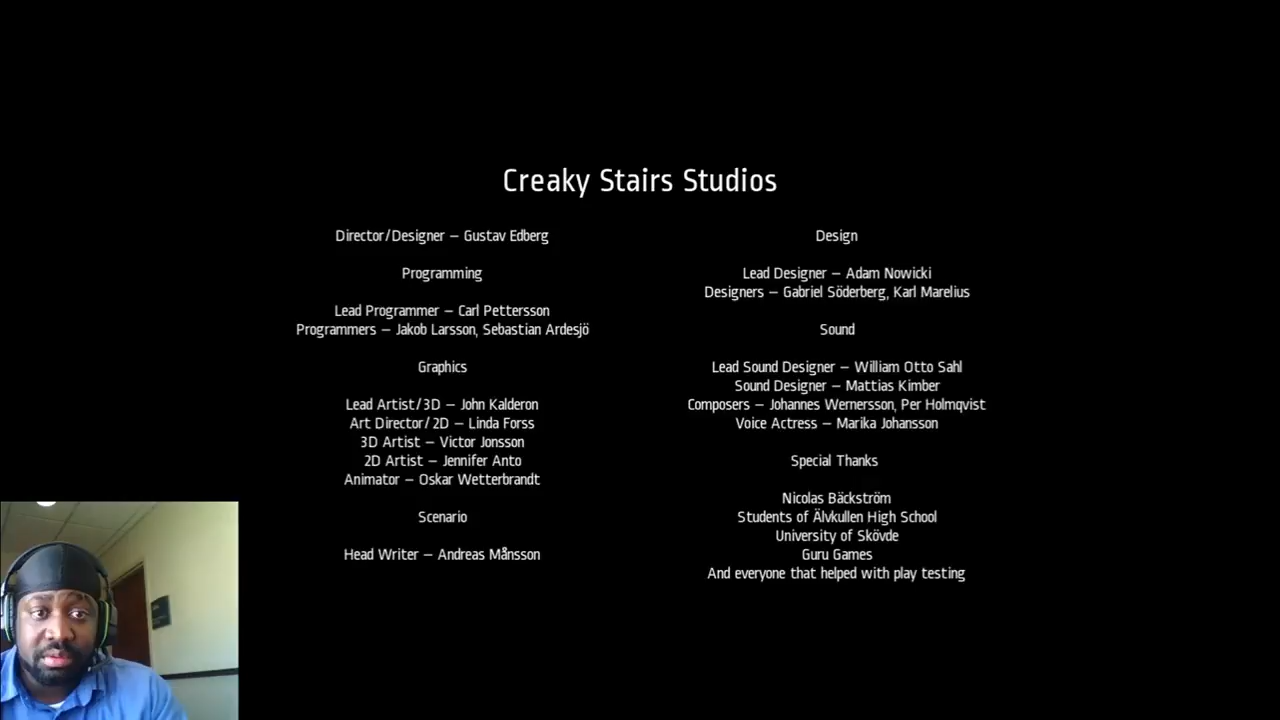 Creaky Stairs Studios
Director/Designer – Gustav Edberg
Programming
Lead Programmer – Carl Pettersson
Programmers – Jakob Larsson, Sebastian Ardesjö
Graphics
Lead Artist/3D – John Kalderon
Art Director/2D – Linda Forss
3D Artist – Victor Jonsson
2D Artist – Jennifer Anto
Animator – Oskar Wetterbrandt
Scenario
Head Writer – Andreas Månsson
Design
Lead Designer – Adam Nowicki
Designers – Gabriel Söderberg, Karl Marelius
Sound
Lead Sound Designer – William Otto Sahl
Sound Designer – Mattias Kimber
Composers – Johannes Wernersson, Per Holmqvist
Voice Actress – Marika Johansson
Special Thanks
Nicolas Bäckström
Students of Älvkullen High School
University of Skövde
Guru Games
And everyone that helped with play testing